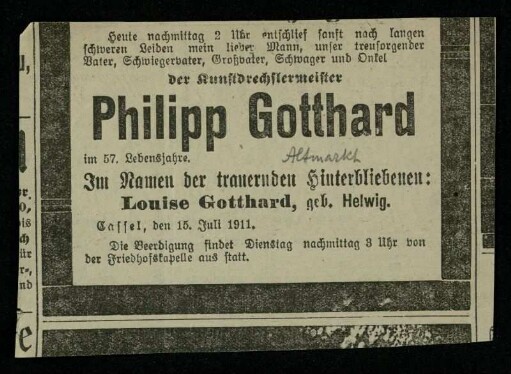 Heute nachmittag 2 Uhr entschlief sanft nach langen
schweren Leiden mein lieber Mann, unser treusorgender
Vater, Schwiegervater, Großvater, Schwager und Onkel
der Kunstdrechslermeister
Philipp Gotthard
im 57. Lebensjahre.
Altmarkt
Im Namen der trauernden Hinterbliebenen:
Louise Gotthard, geb. Helwig.
Cassel, den 15. Juli 1911.
Die Beerdigung findet Dienstag nachmittag 3 Uhr von
der Friedhofskapelle aus statt.